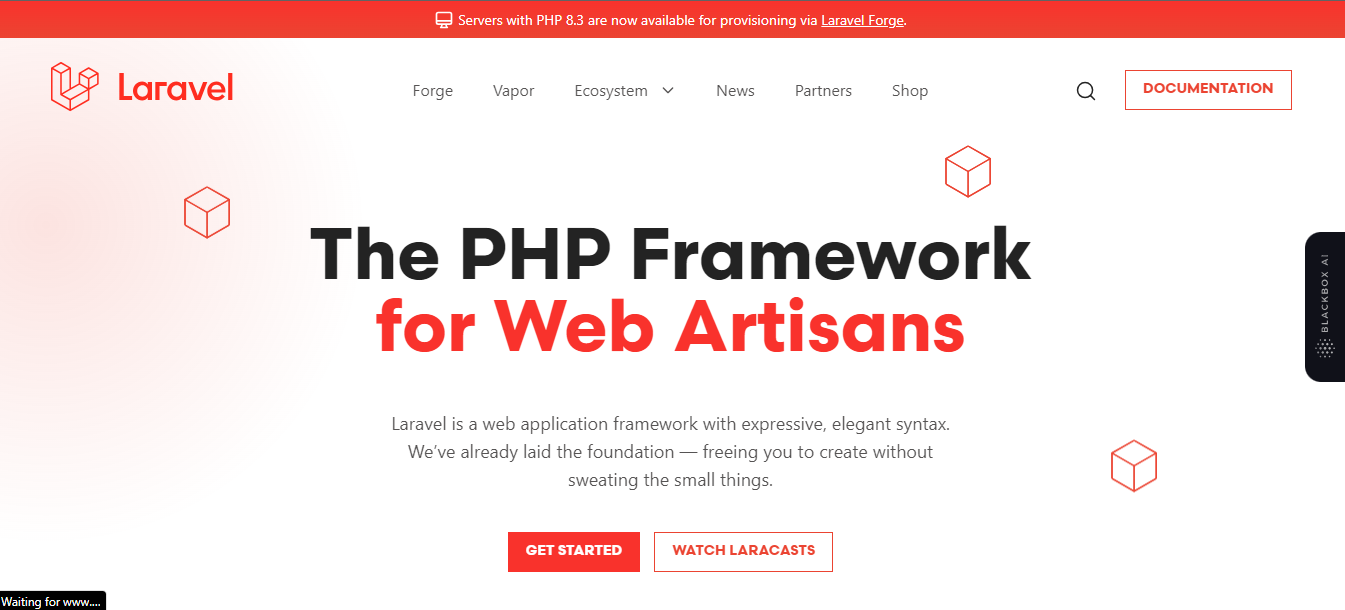 Servers with PHP 8.3 are now available for provisioning via Laravel Forge.
Laravel
Forge
Vapor
Ecosystem
News
Partners
Shop
DOCUMENTATION
The PHP Framework
for Web Artisans
BLACKBOX AI
Laravel is a web application framework with expressive, elegant syntax.
We’ve already laid the foundation — freeing you to create without
sweating the small things.
GET STARTED
WATCH LARACASTS
Waiting for www....